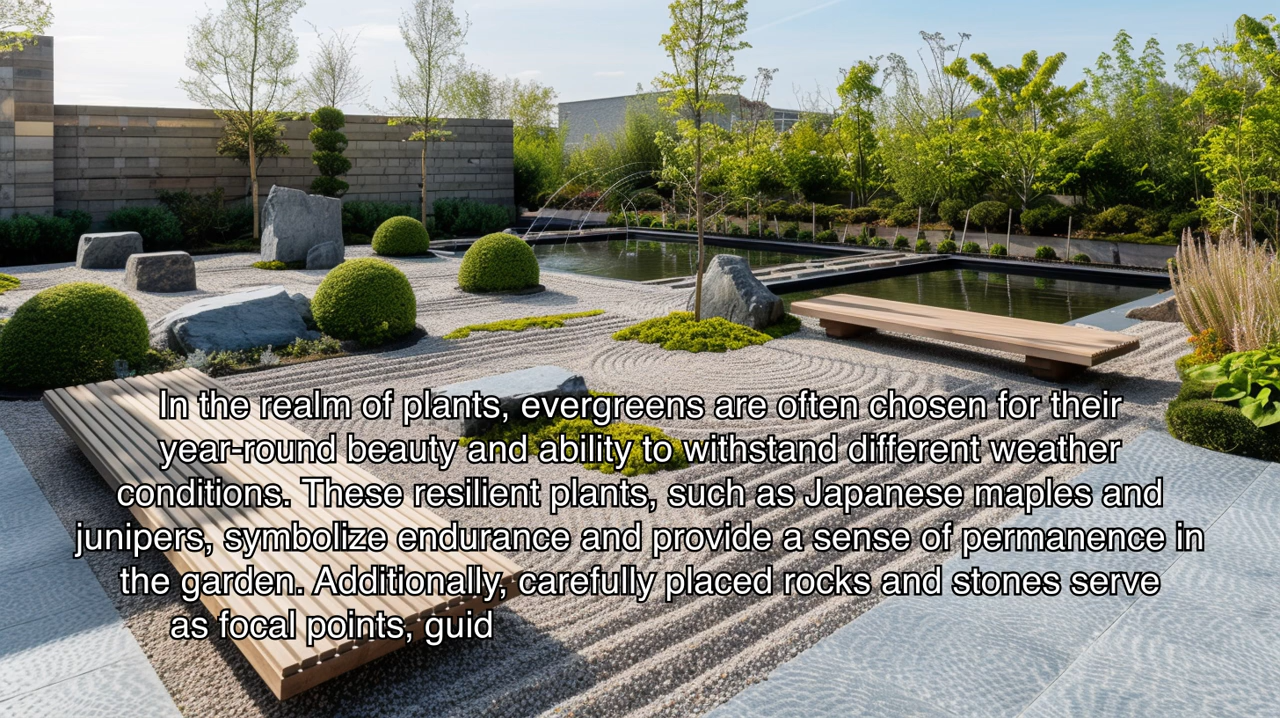 In the realm of plants, evergreens are often chosen for their
year-round beauty and ability to withstand different weather
conditions. These resilient plants, such as Japanese maples and
junipers, symbolize endurance and provide a sense of permanence in
the garden. Additionally, carefully placed rocks and stones serve
as focal points, guid